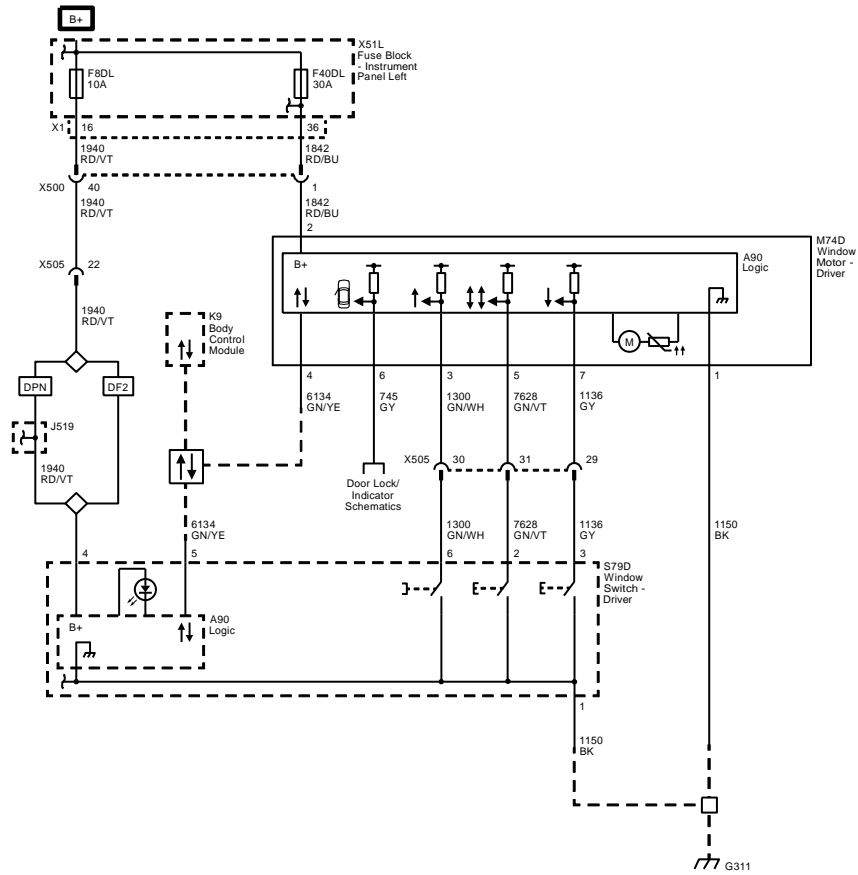 B+
X51L
Fuse Block
- Instrument
Panel Left
F8DL
10A
F40DL
30A
X1
16
36
1940
RD/VT
1842
RD/BU
X500
40
1
1940
RD/VT
1842
RD/BU
2
M74D
Window
Motor -
Driver
X505
22
B+
A90
Logic
1940
RD/VT
K9
Body
Control
Module
M
4
6
3
5
7
1
DPN
DF2
6134
GN/YE
745
GY
1300
GN/WH
7628
GN/VT
1136
GY
J519
X505
30
31
29
1940
RD/VT
Door Lock/
Indicator
Schematics
6134
GN/YE
1300
GN/WH
7628
GN/VT
1136
GY
1150
BK
4
5
6
2
3
S79D
Window
Switch -
Driver
B+
A90
Logic
1
1150
BK
G311